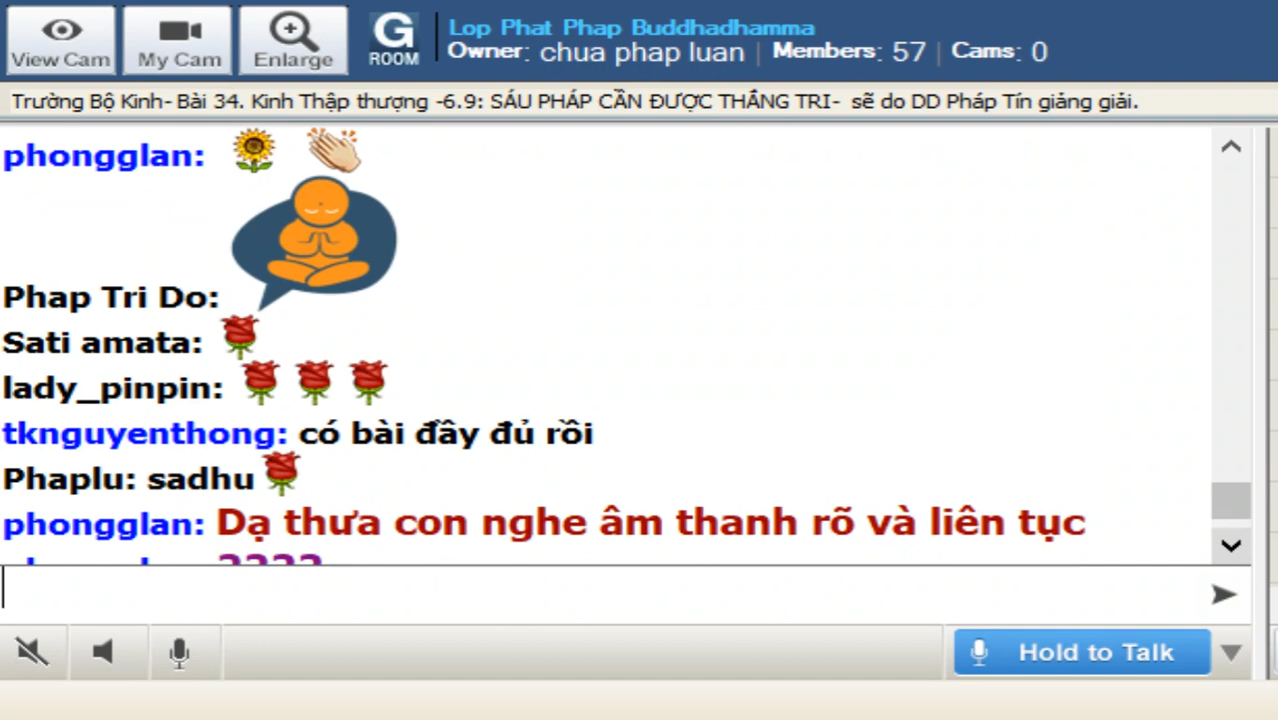 View Cam
My Cam
Enlarge
G
ROOM
Lop Phat Phap Buddhadhamma
Owner: chua phap luan | Members: 57 | Cams: 0
Trường Bộ Kinh- Bài 34. Kinh Thập thượng -6.9: SÁU PHÁP CẦN ĐƯỢC THẮNG TRI- sẽ do DD Pháp Tín giảng giải.
phongglan:
Phap Tri Do:
Sati amata:
lady_pinpin:
tknguyenthong: có bài đầy đủ rồi
Phaplu: sadhu
phongglan: Dạ thưa con nghe âm thanh rõ và liên tục
Hold to Talk